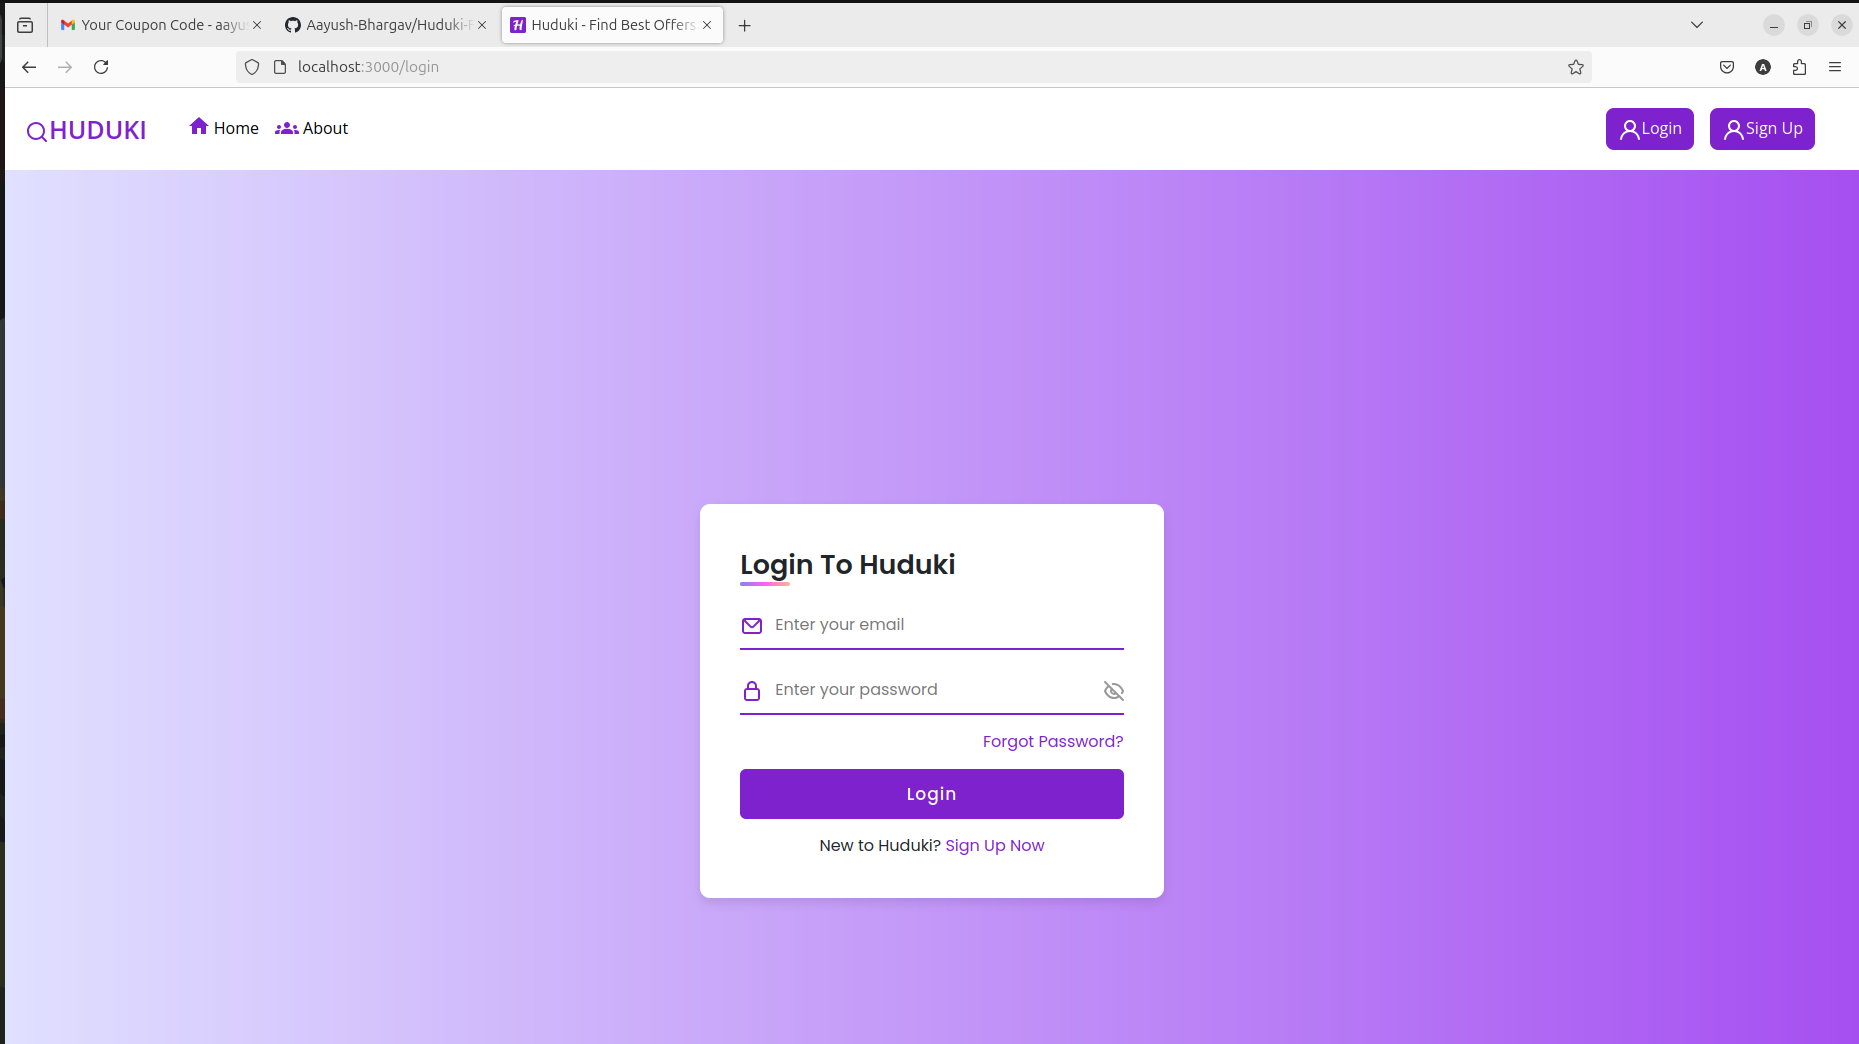 Your Coupon Code - aayu
Aayush-Bhargav/Huduki-F
Huduki - Find Best Offers
localhost:3000/login
A
HUDUKI
Home
About
Login
Sign Up
Login To Huduki
Enter your email
Enter your password
Forgot Password?
Login
New to Huduki? Sign Up Now